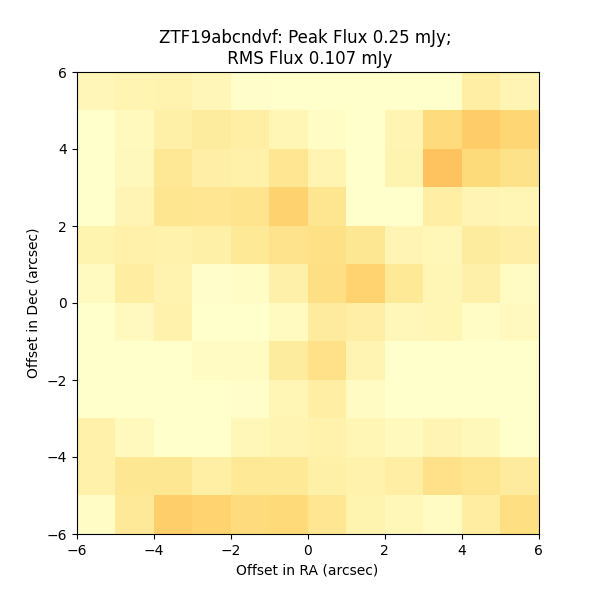 ZTF19abcndvf: Peak Flux 0.25 mJy;
RMS Flux 0.107 mJy
6
4
2
0
−2
−4
−6
Offset in Dec (arcsec)
−6 −4 −2 0 2 4 6
Offset in RA (arcsec)